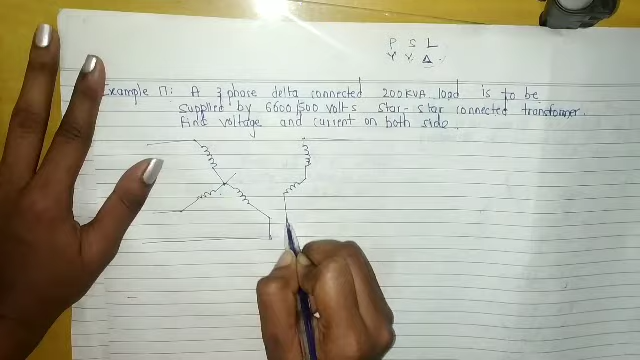 P S L
Y Y Δ
Example 17: A 3 phase delta connected 200KVA load is to be
supplied by 6600/500 volts star-star connected transformer.
Find voltage and current on both side.